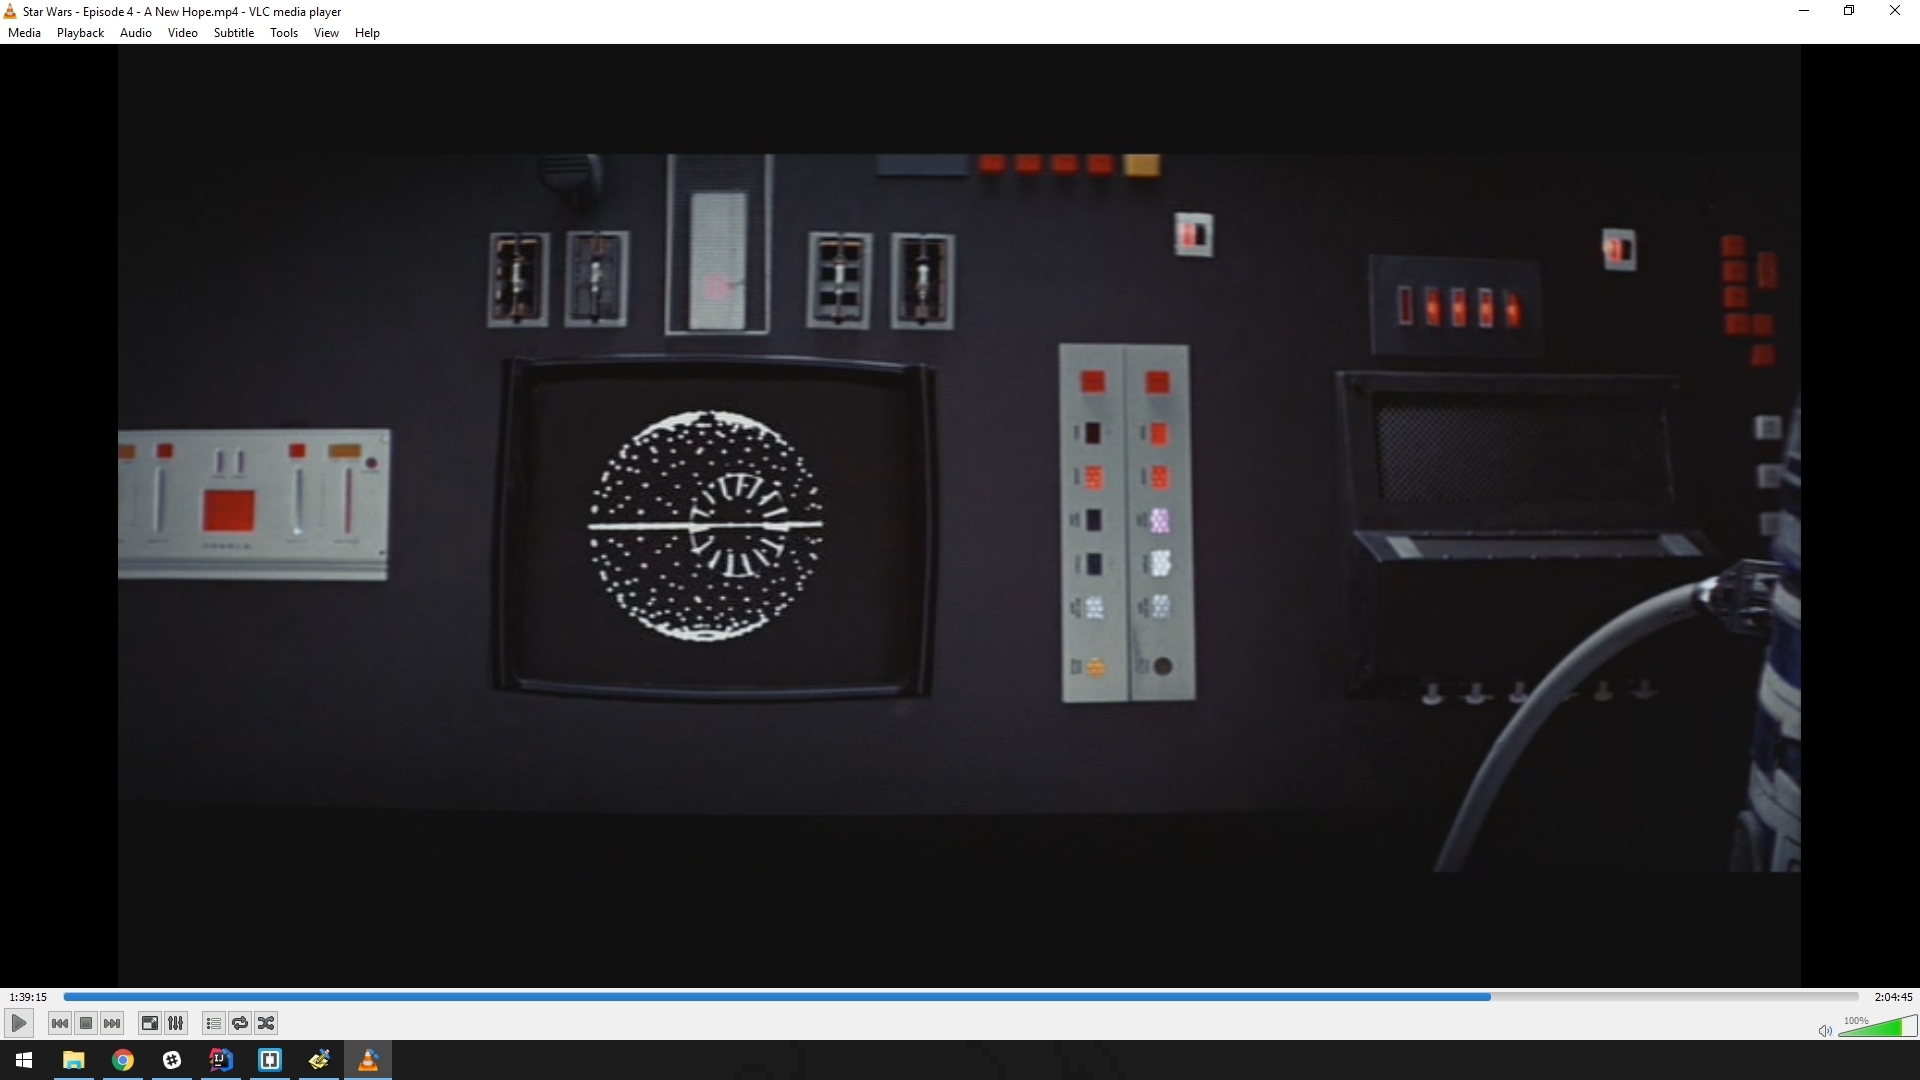 Star Wars - Episode 4 - A New Hope.mp4 - VLC media player
Media Playback Audio Video Subtitle Tools View Help
1:39:15
2:04:45
100%
IJ